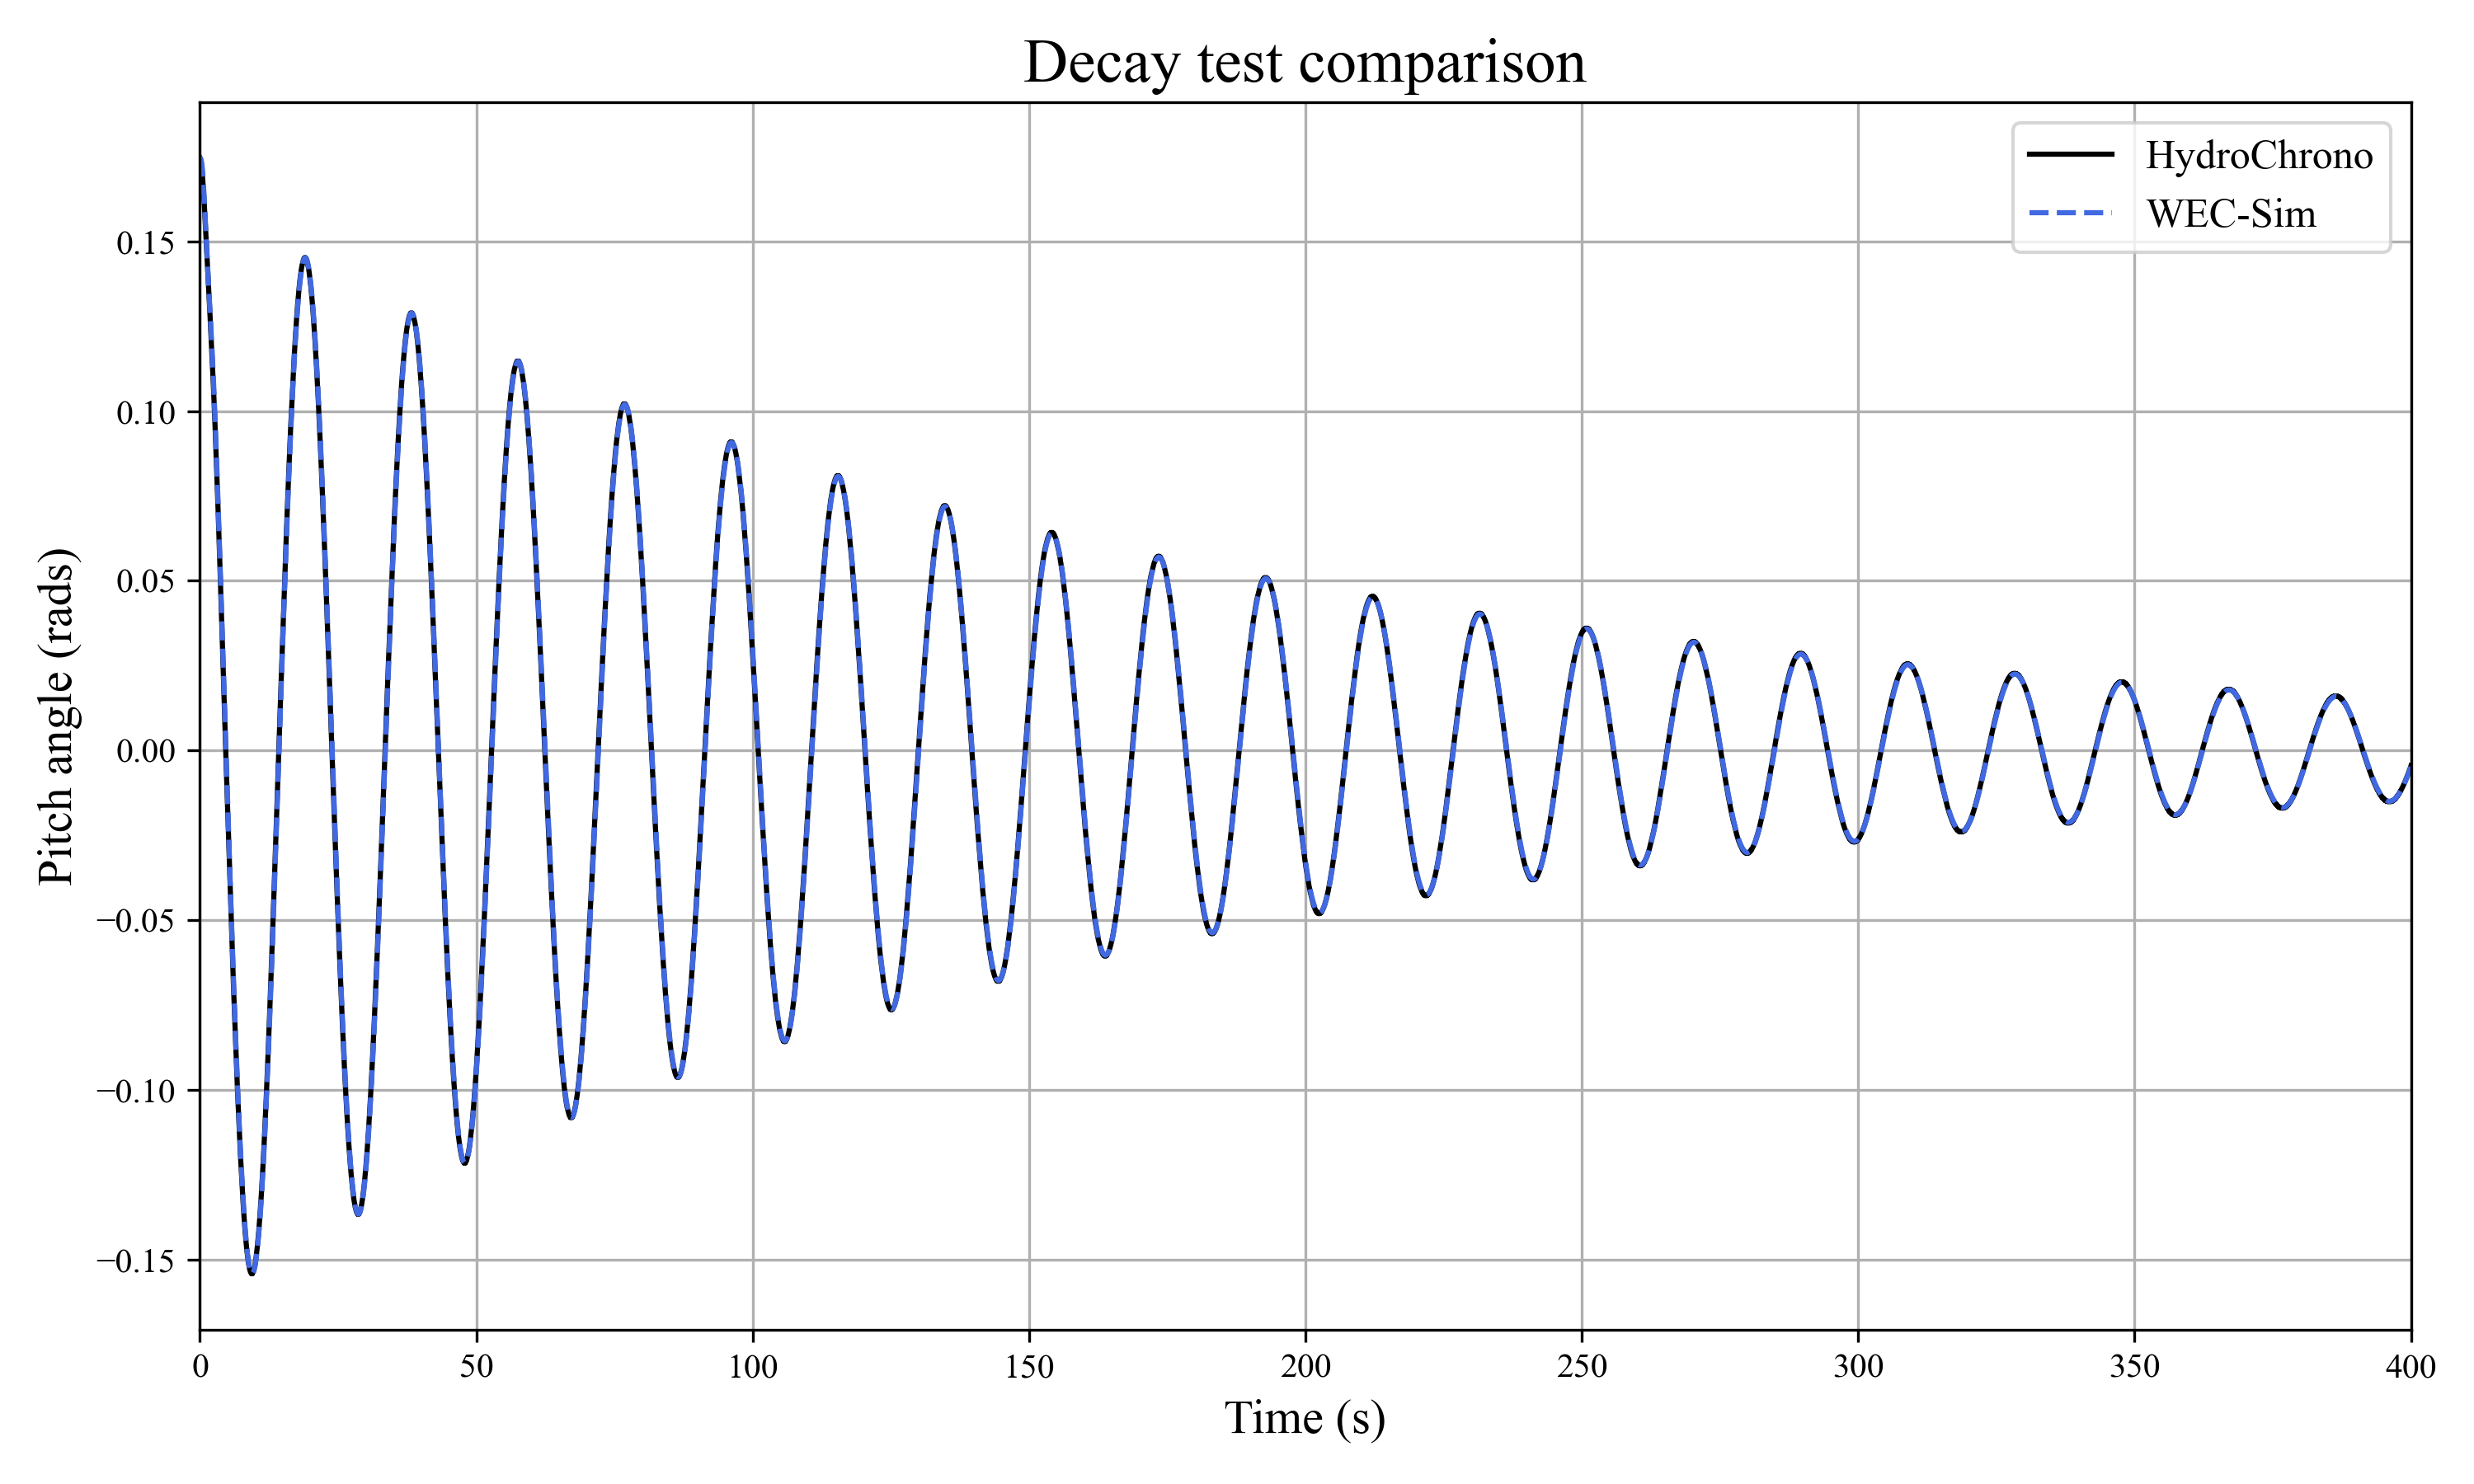 Decay test comparison
HydroChrono
WEC-Sim
Pitch angle (rads)
0.15
0.10
0.05
0.00
−0.05
−0.10
−0.15
0 50 100 150 200 250 300 350 400
Time (s)